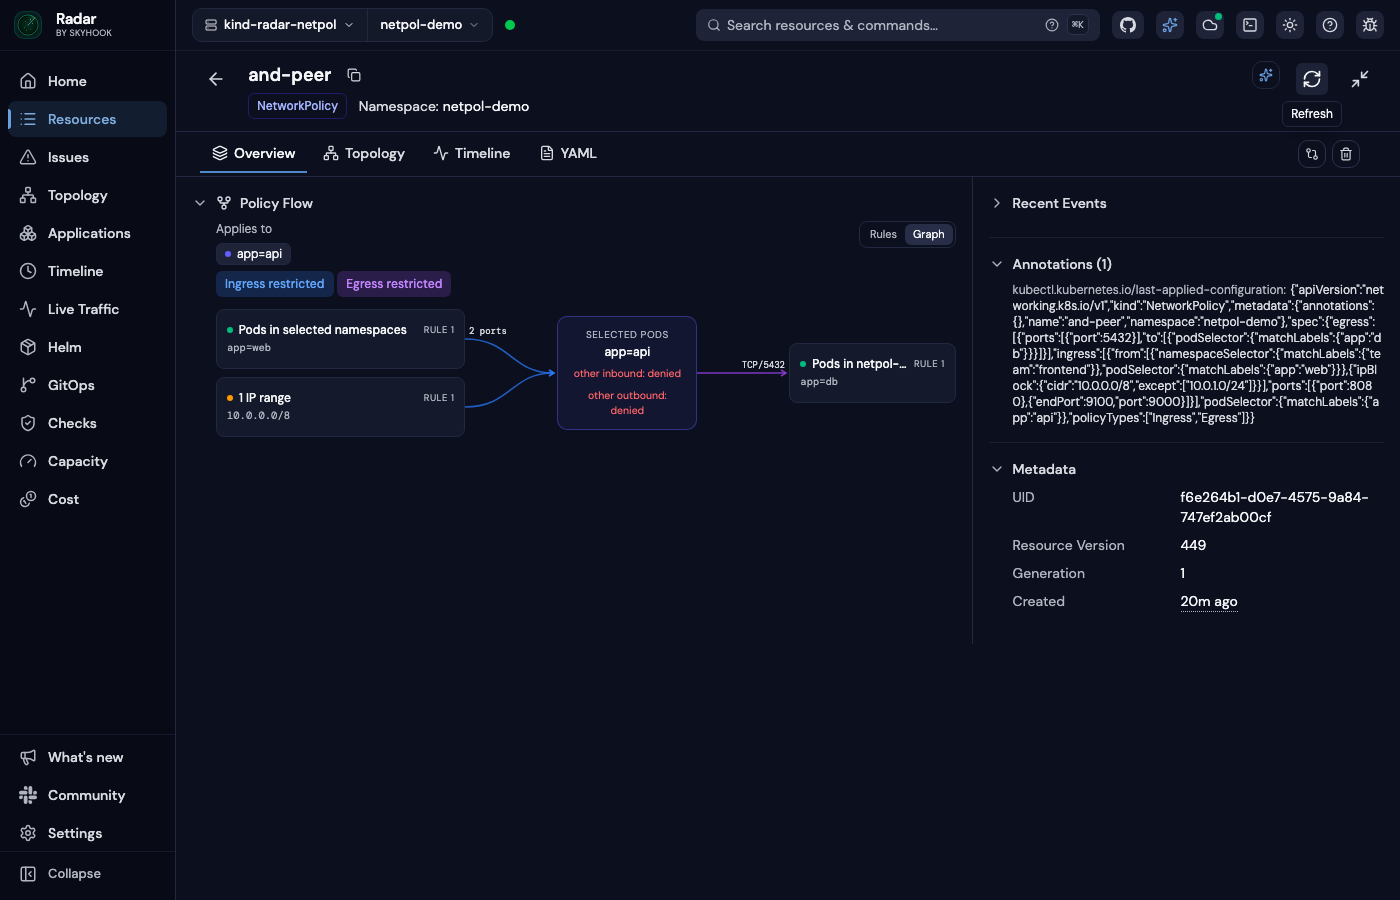 Radar
BY SKYHOOK
kind-radar-netpol
netpol-demo
Search resources & commands...
⌘K
Home
Resources
Issues
Topology
Applications
Timeline
Live Traffic
Helm
GitOps
Checks
Capacity
Cost
What's new
Community
Settings
Collapse
and-peer
NetworkPolicy
Namespace: netpol-demo
Refresh
Overview
Topology
Timeline
YAML
Policy Flow
Applies to
app=api
Ingress restricted
Egress restricted
Rules
Graph
Pods in selected namespaces
RULE 1
app=web
2 ports
1 IP range
RULE 1
10.0.0.0/8
SELECTED PODS
app=api
other inbound: denied
other outbound:
denied
TCP/5432
Pods in netpol-...
RULE 1
app=db
Recent Events
Annotations (1)
kubectl.kubernetes.io/last-applied-configuration: {"apiVersion":"net
working.k8s.io/v1","kind":"NetworkPolicy","metadata":{"annotations":
{},"name":"and-peer","namespace":"netpol-demo"},"spec":{"egress":
[{"ports":[{"port":5432}],"to":[{"podSelector":{"matchLabels":{"app":"d
b"}}}]}],"ingress":[{"from":[{"namespaceSelector":{"matchLabels":{"te
am":"frontend"}},"podSelector":{"matchLabels":{"app":"web"}}},{"ipBl
ock":{"cidr":"10.0.0.0/8","except":["10.0.1.0/24"]}}],"ports":[{"port":808
0},{"endPort":9100,"port":9000}]}],"podSelector":{"matchLabels":{"a
pp":"api"}},"policyTypes":["Ingress","Egress"]}}
Metadata
UID
f6e264b1-d0e7-4575-9a84-
747ef2ab00cf
Resource Version
449
Generation
1
Created
20m ago